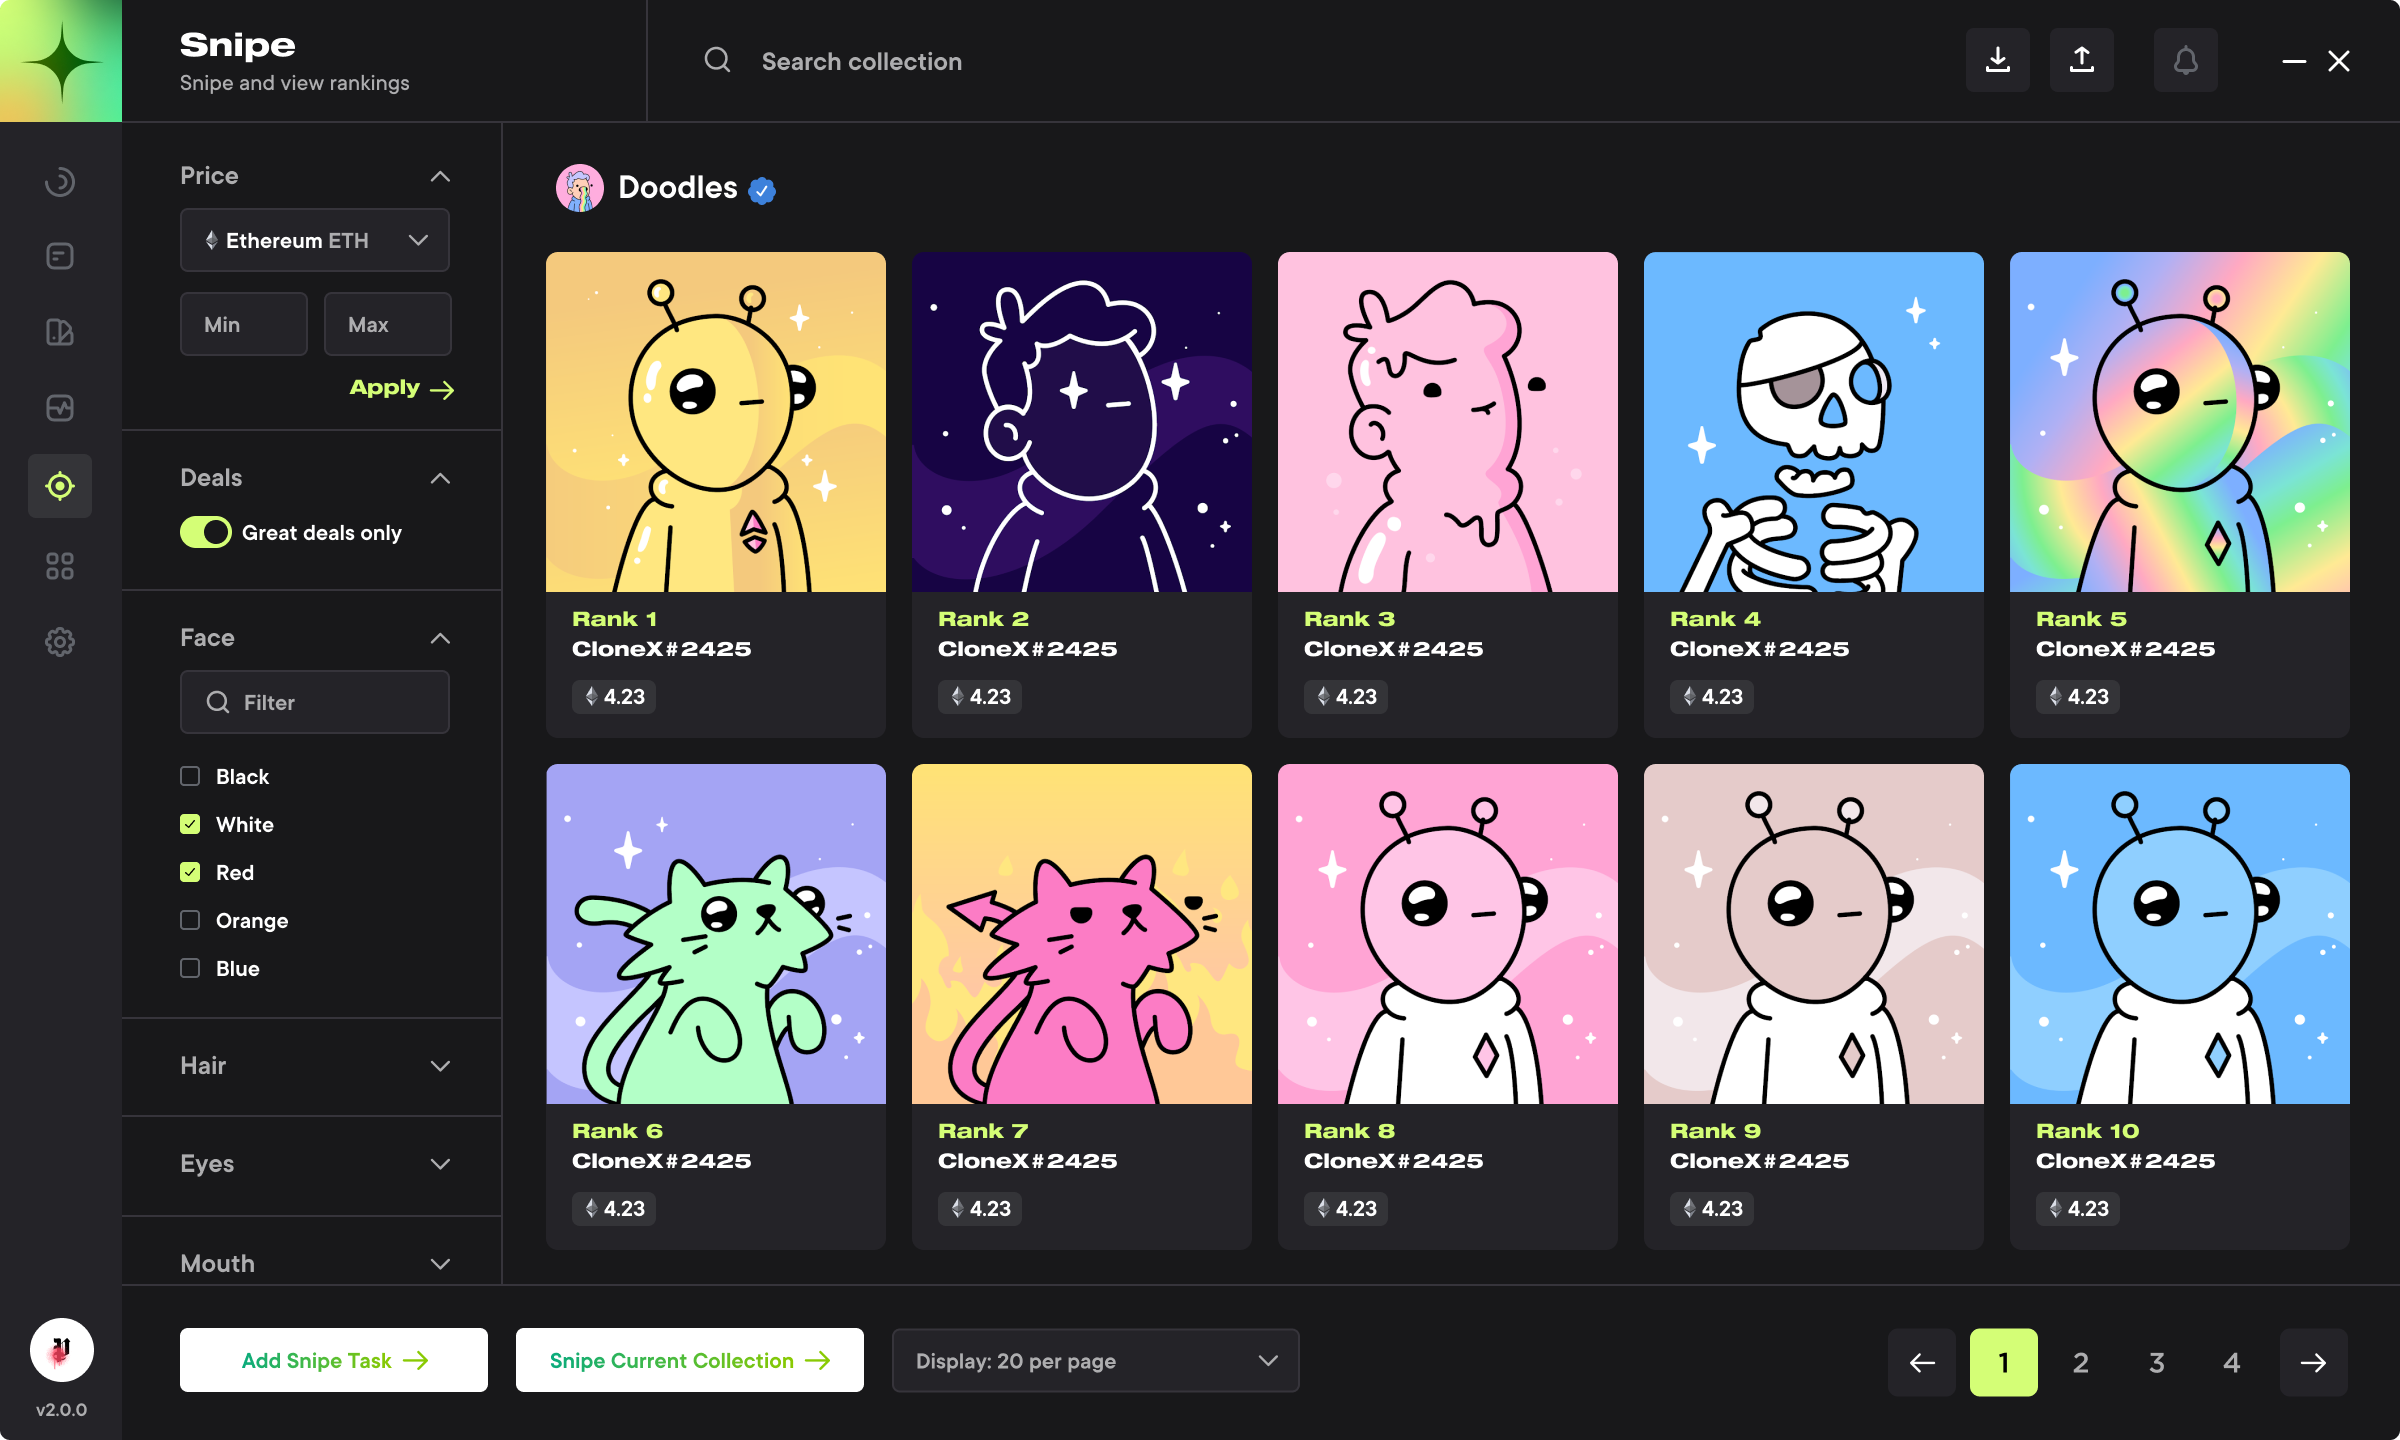 Snipe
Snipe and view rankings
Search collection
Price
Ethereum ETH
Min
Max
Apply
Deals
Great deals only
Face
Filter
Black
White
Red
Orange
Blue
Hair
Eyes
Mouth
Doodles
Rank 1
CloneX#2425
4.23
Rank 2
CloneX#2425
4.23
Rank 3
CloneX#2425
4.23
Rank 4
CloneX#2425
4.23
Rank 5
CloneX#2425
4.23
Rank 6
CloneX#2425
4.23
Rank 7
CloneX#2425
4.23
Rank 8
CloneX#2425
4.23
Rank 9
CloneX#2425
4.23
Rank 10
CloneX#2425
4.23
v2.0.0
Add Snipe Task
Snipe Current Collection
Display: 20 per page
1 2 3 4